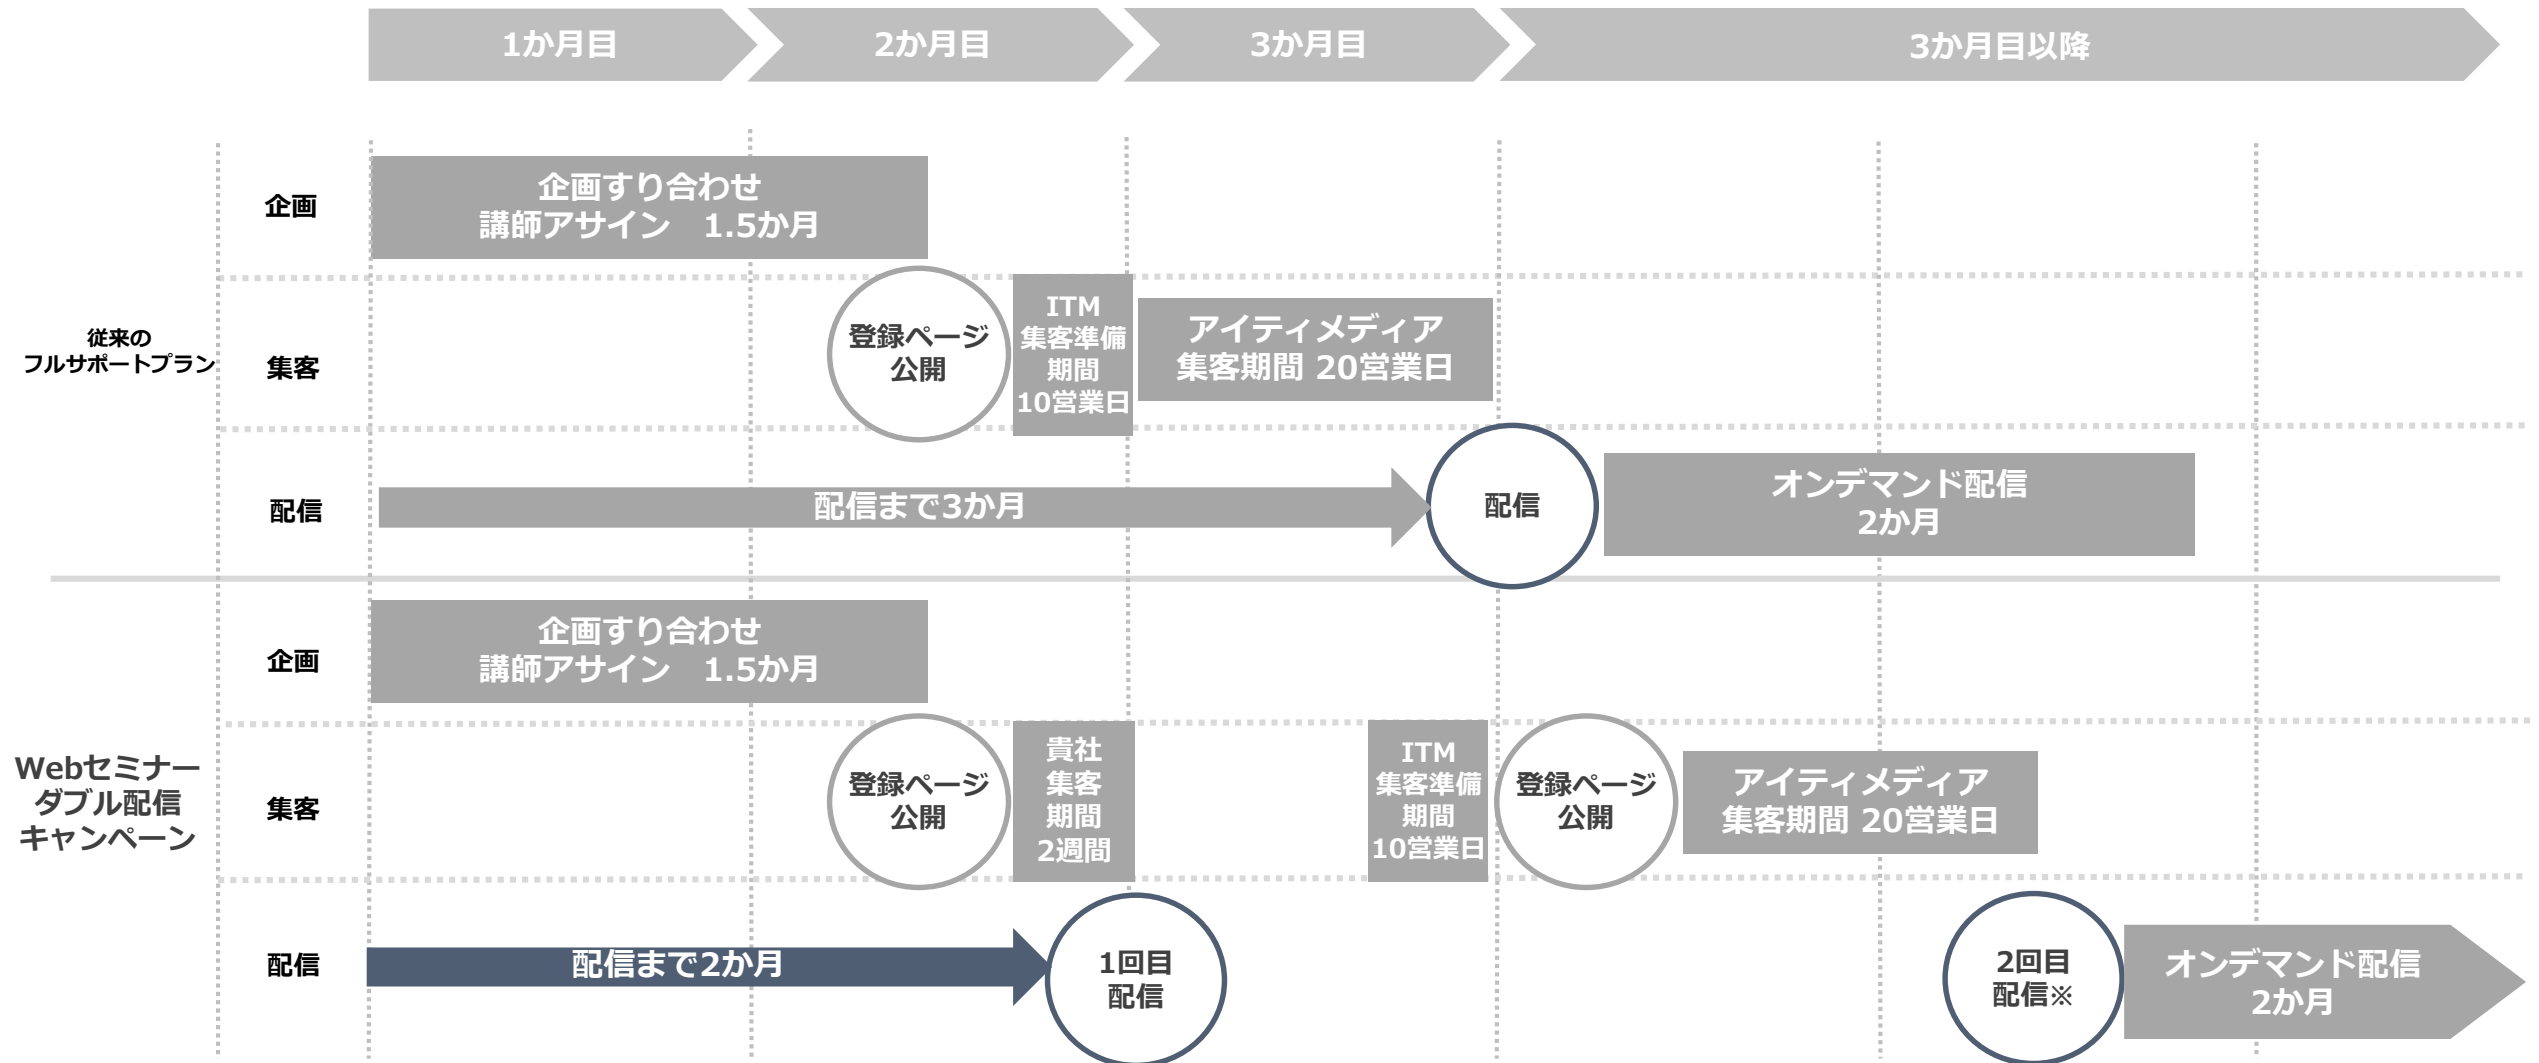 1か月目
2か月目
3か月目
3か月目以降
従来の
フルサポートプラン
企画
企画すり合わせ
講師アサイン　1.5か月
集客
登録ページ
公開
ITM
集客準備
期間
10営業日
アイティメディア
集客期間 20営業日
配信
配信まで3か月
配信
オンデマンド配信
2か月
Webセミナー
ダブル配信
キャンペーン
企画
企画すり合わせ
講師アサイン　1.5か月
集客
登録ページ
公開
貴社
集客
期間
2週間
ITM
集客準備
期間
10営業日
登録ページ
公開
アイティメディア
集客期間 20営業日
配信
配信まで2か月
1回目
配信
2回目
配信※
オンデマンド配信
2か月